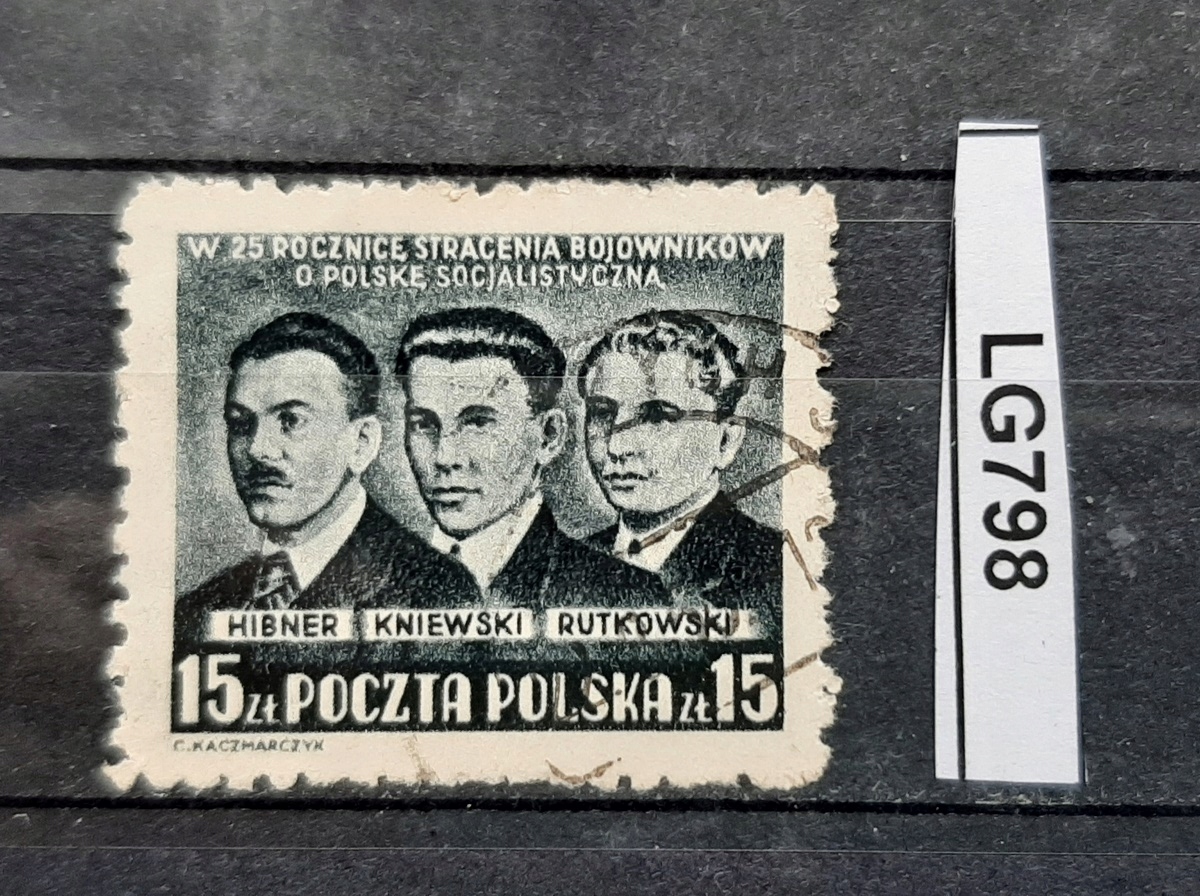 W 25 ROCZNICĘ STRACENIA BOJOWNIKÓW
O POLSKĘ SOCJALISTYCZNĄ
HIBNER KNIEWSKI RUTKOWSKI
15 ZŁ POCZTA POLSKA ZŁ 15
C. KACZMARCZYK
LG798